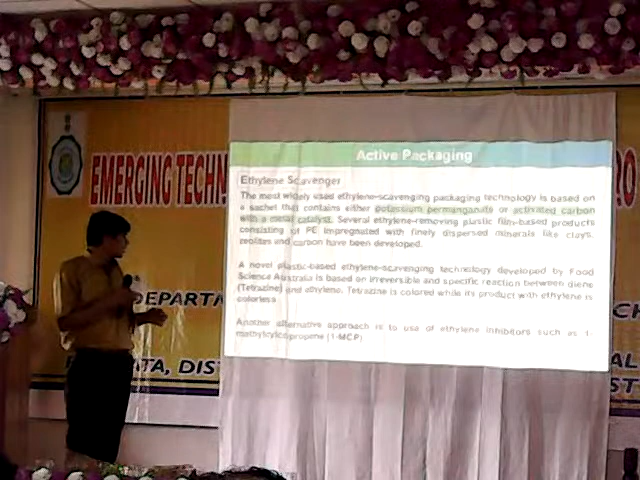 Active Packaging
EMERGING TECHN
RO
Ethylene Scavenger
The most widely used ethylene-scavenging packaging technology is based on
a sachet that contains either potassium permanganate or activated carbon
with a metal catalyst. Several ethylene-removing plastic film-based products
consisting of PE impregnated with finely dispersed minerals like clays,
zeolites and carbon have been developed.
A novel plastic-based ethylene-scavenging technology developed by Food
Science Australia is based on irreversible and specific reaction between diene
(Tetrazine) and ethylene. Tetrazine is colored while its product with ethylene is
colorless
Another alternative approach is to use of ethylene inhibitors such as 1-
methylcyclopropene (1-MCP)
DEPARTM
CH
TA, DIST
AL
ST